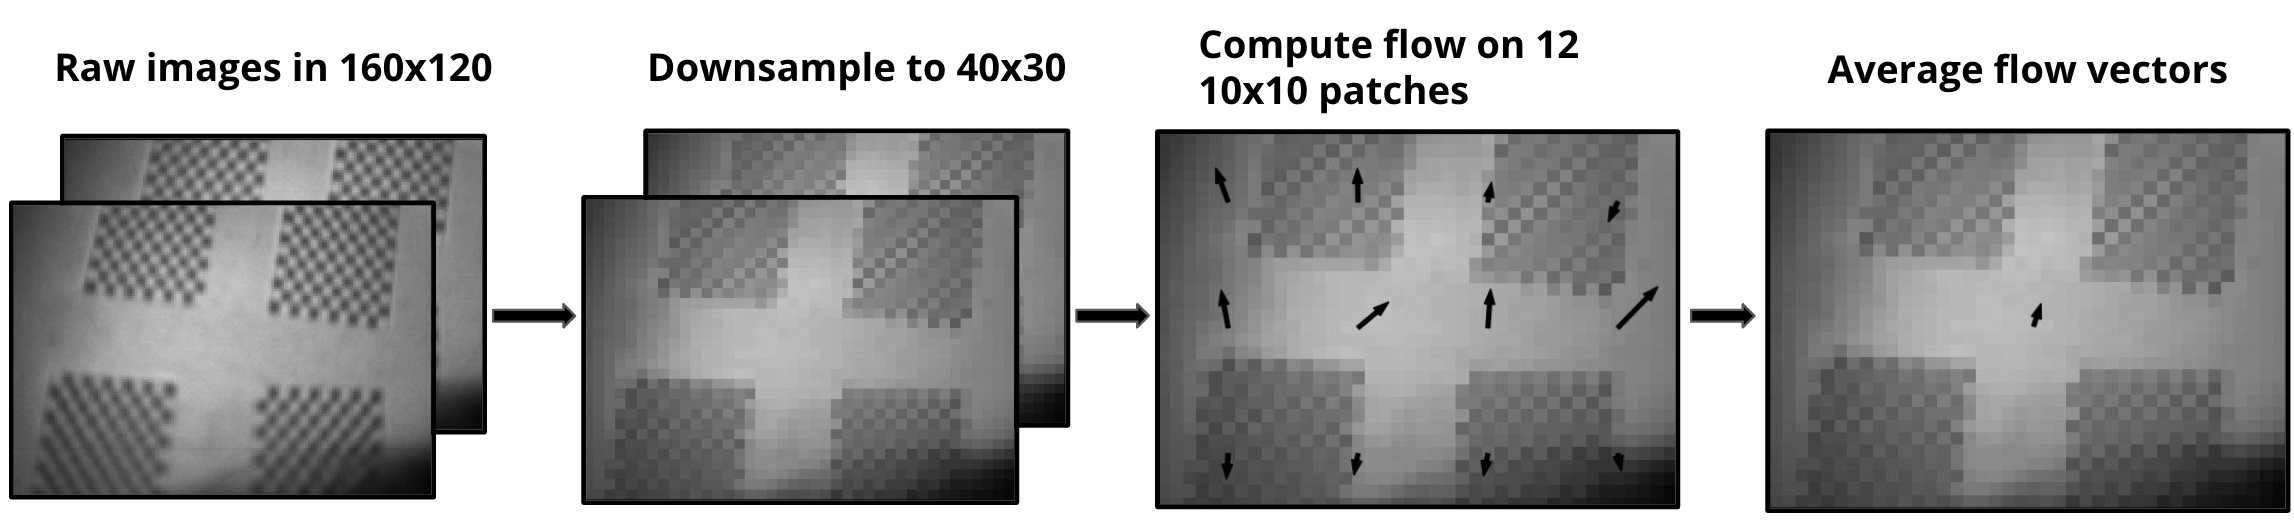 Raw images in 160x120
Downsample to 40x30
Compute flow on 12
10x10 patches
Average flow vectors